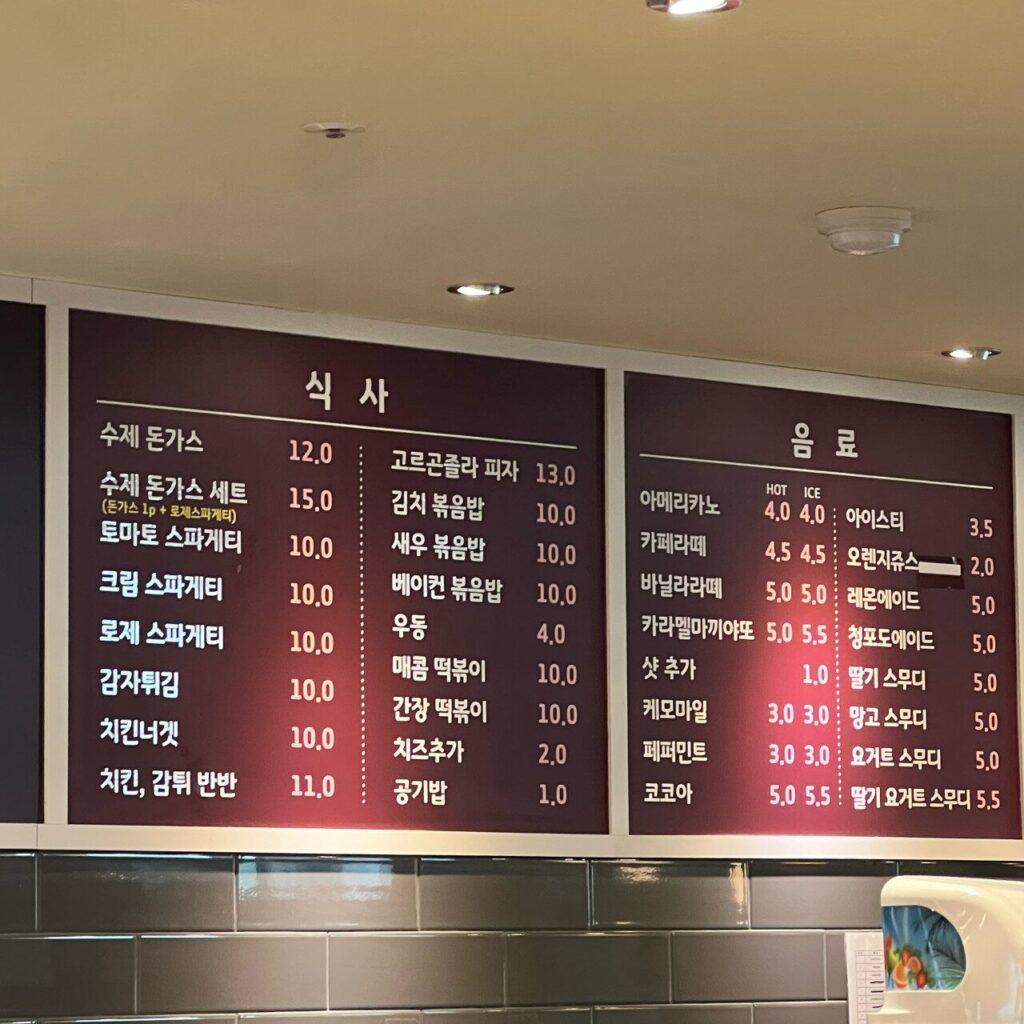 식 사
수제 돈가스 12.0
수제 돈가스 세트 15.0
(돈가스 1p + 로제스파게티)
토마토 스파게티 10.0
크림 스파게티 10.0
로제 스파게티 10.0
감자튀김 10.0
치킨너겟 10.0
치킨, 감튀 반반 11.0
고르곤졸라 피자 13.0
김치 볶음밥 10.0
새우 볶음밥 10.0
베이컨 볶음밥 10.0
우동 4.0
매콤 떡볶이 10.0
간장 떡볶이 10.0
치즈추가 2.0
공기밥 1.0
음 료
HOT ICE
아메리카노 4.0 4.0
카페라떼 4.5 4.5
바닐라라떼 5.0 5.0
카라멜마끼야또 5.0 5.5
샷 추가 1.0
케모마일 3.0 3.0
페퍼민트 3.0 3.0
코코아 5.0 5.5
아이스티 3.5
오렌지쥬스 2.0
레몬에이드 5.0
청포도에이드 5.0
딸기 스무디 5.0
망고 스무디 5.0
요거트 스무디 5.0
딸기 요거트 스무디 5.5